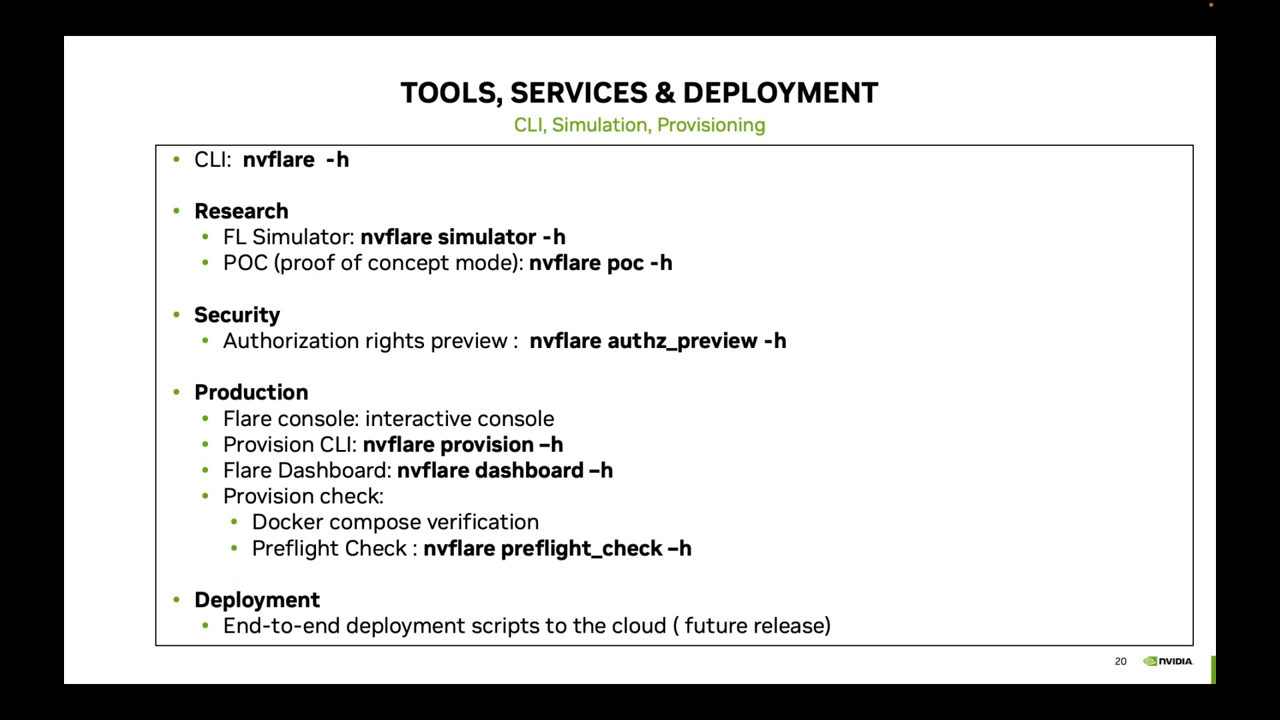 TOOLS, SERVICES & DEPLOYMENT
CLI, Simulation, Provisioning
• CLI: nvflare -h
• Research
• FL Simulator: nvflare simulator -h
• POC (proof of concept mode): nvflare poc -h
• Security
• Authorization rights preview : nvflare authz_preview -h
• Production
• Flare console: interactive console
• Provision CLI: nvflare provision –h
• Flare Dashboard: nvflare dashboard –h
• Provision check:
• Docker compose verification
• Preflight Check : nvflare preflight_check –h
• Deployment
• End-to-end deployment scripts to the cloud ( future release)
20 NVIDIA